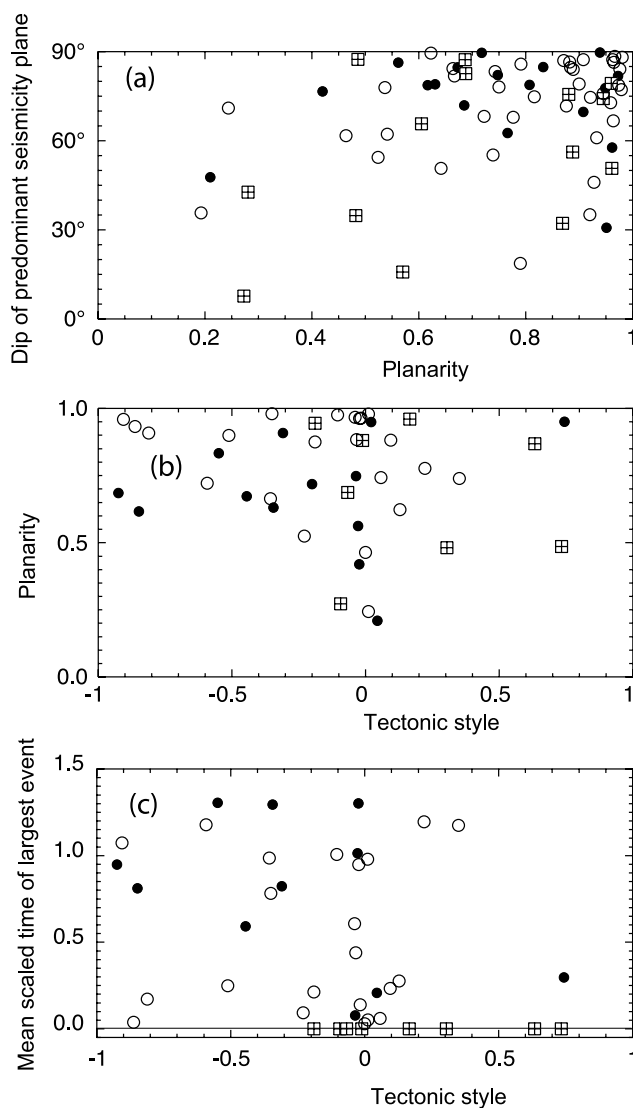 (a)
Dip of predominant seismicity plane
90°
60°
30°
0°
0 0.2 0.4 0.6 0.8 1
Planarity
(b)
Planarity
1.0
0.5
0.0
-1 -0.5 0 0.5 1
Tectonic style
(c)
Mean scaled time of largest event
1.5
1.0
0.5
0.0
-1 -0.5 0 0.5 1
Tectonic style